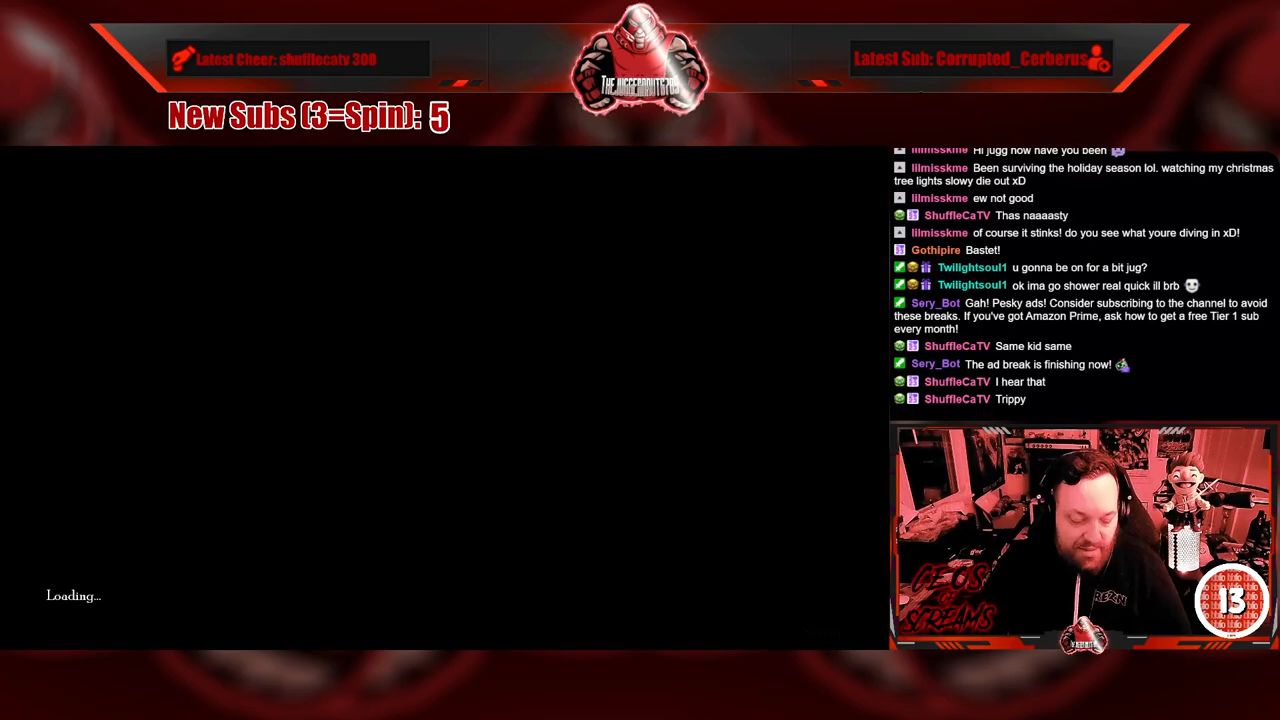 Latest Cheer: shufflecatv 300
THEJUGGERNAUT6709
Latest Sub: Corrupted_Cerberus
New Subs (3=Spin): 5
lilmisskme Hi jugg how have you been
lilmisskme Been surviving the holiday season lol. watching my christmas
tree lights slowy die out xD
lilmisskme ew not good
ShuffleCaTV Thas naaaasty
lilmisskme of course it stinks! do you see what youre diving in xD!
Gothipire Bastet!
Twilightsoul1 u gonna be on for a bit jug?
Twilightsoul1 ok ima go shower real quick ill brb
Sery_Bot Gah! Pesky ads! Consider subscribing to the channel to avoid
these breaks. If you've got Amazon Prime, ask how to get a free Tier 1 sub
every month!
ShuffleCaTV Same kid same
Sery_Bot The ad break is finishing now!
ShuffleCaTV I hear that
ShuffleCaTV Trippy
Loading...
CEOS
OF
SCREAMS
13